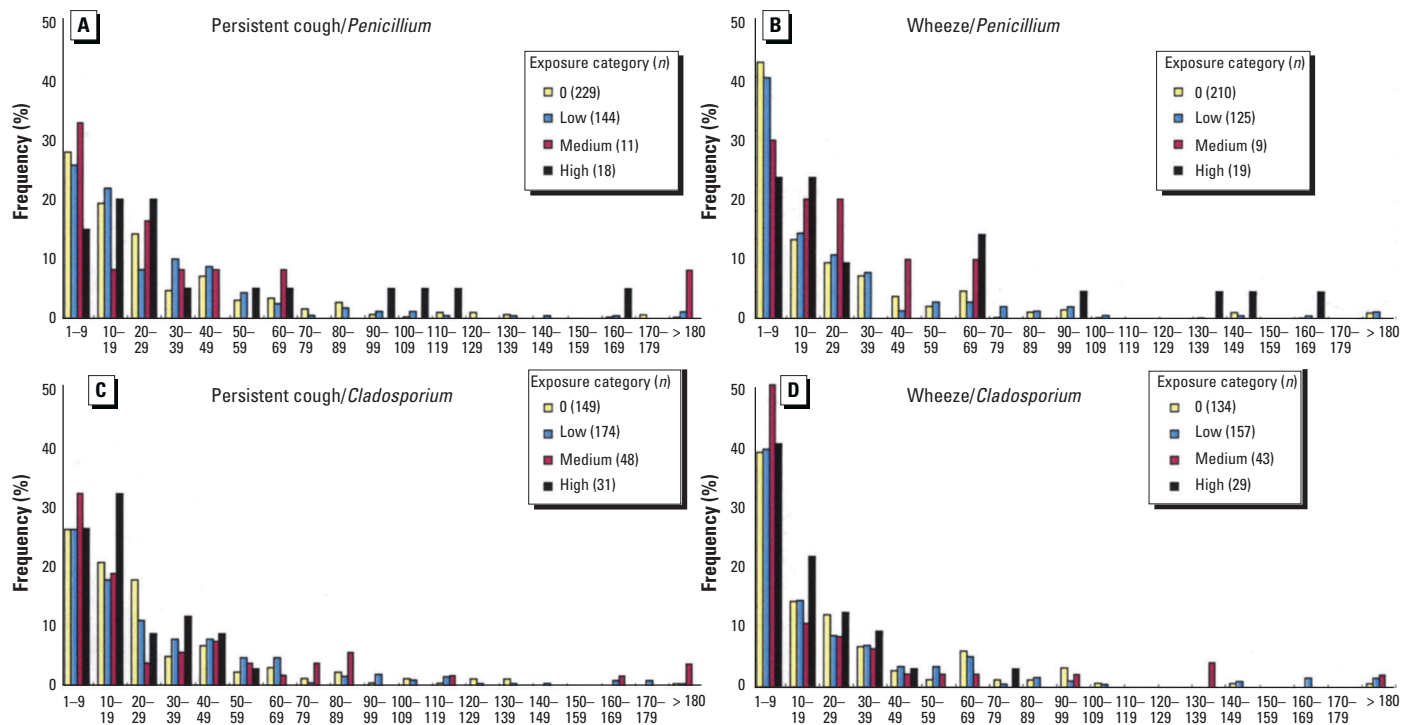 A
Persistent cough/Penicillium
Frequency (%)
50
40
30
20
10
0
Exposure category (n)
0 (229)
Low (144)
Medium (11)
High (18)
1–9 10– 20– 30– 40– 50– 60– 70– 80– 90– 100– 110– 120– 130– 140– 150– 160– 170– > 180
19 29 39 49 59 69 79 89 99 109 119 129 139 149 159 169 179
B
Wheeze/Penicillium
Frequency (%)
50
40
30
20
10
0
Exposure category (n)
0 (210)
Low (125)
Medium (9)
High (19)
1–9 10– 20– 30– 40– 50– 60– 70– 80– 90– 100– 110– 120– 130– 140– 150– 160– 170– > 180
19 29 39 49 59 69 79 89 99 109 119 129 139 149 159 169 179
C
Persistent cough/Cladosporium
Frequency (%)
50
40
30
20
10
0
Exposure category (n)
0 (149)
Low (174)
Medium (48)
High (31)
1–9 10– 20– 30– 40– 50– 60– 70– 80– 90– 100– 110– 120– 130– 140– 150– 160– 170– > 180
19 29 39 49 59 69 79 89 99 109 119 129 139 149 159 169 179
D
Wheeze/Cladosporium
Frequency (%)
50
40
30
20
10
0
Exposure category (n)
0 (134)
Low (157)
Medium (43)
High (29)
1–9 10– 20– 30– 40– 50– 60– 70– 80– 90– 100– 110– 120– 130– 140– 150– 160– 170– > 180
19 29 39 49 59 69 79 89 99 109 119 129 139 149 159 169 179